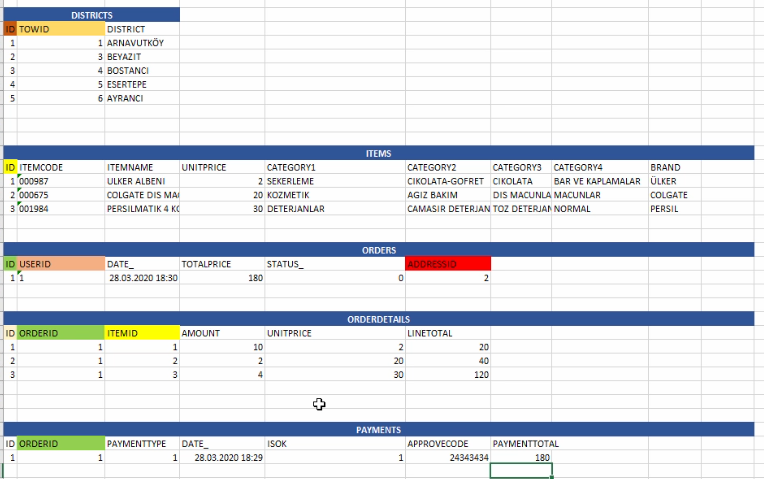 DISTRICTS
ID TOWID DISTRICT
1 1 ARNAVUTKÖY
2 3 BEYAZIT
3 4 BOSTANCI
4 5 ESERTEPE
5 6 AYRANCI
ITEMS
ID ITEMCODE ITEMNAME UNITPRICE CATEGORY1 CATEGORY2 CATEGORY3 CATEGORY4 BRAND
1 000987 ULKER ALBENI 2 SEKERLEME CIKOLATA-GOFRET CIKOLATA BAR VE KAPLAMALAR ÜLKER
2 000675 COLGATE DIS MA 20 KOZMETIK AGIZ BAKIM DIS MACUNLA MACUNLAR COLGATE
3 001984 PERSILMATIK 4 KG 30 DETERJANLAR CAMASIR DETERJAN TOZ DETERJAN NORMAL PERSIL
ORDERS
ID USERID DATE_ TOTALPRICE STATUS_ ADDRESSID
1 1 28.03.2020 18:30 180 0 2
ORDERDETAILS
ID ORDERID ITEMID AMOUNT UNITPRICE LINETOTAL
1 1 1 10 2 20
2 1 2 2 20 40
3 1 3 4 30 120
PAYMENTS
ID ORDERID PAYMENTTYPE DATE_ ISOK APPROVECODE PAYMENTTOTAL
1 1 1 28.03.2020 18:29 1 24343434 180